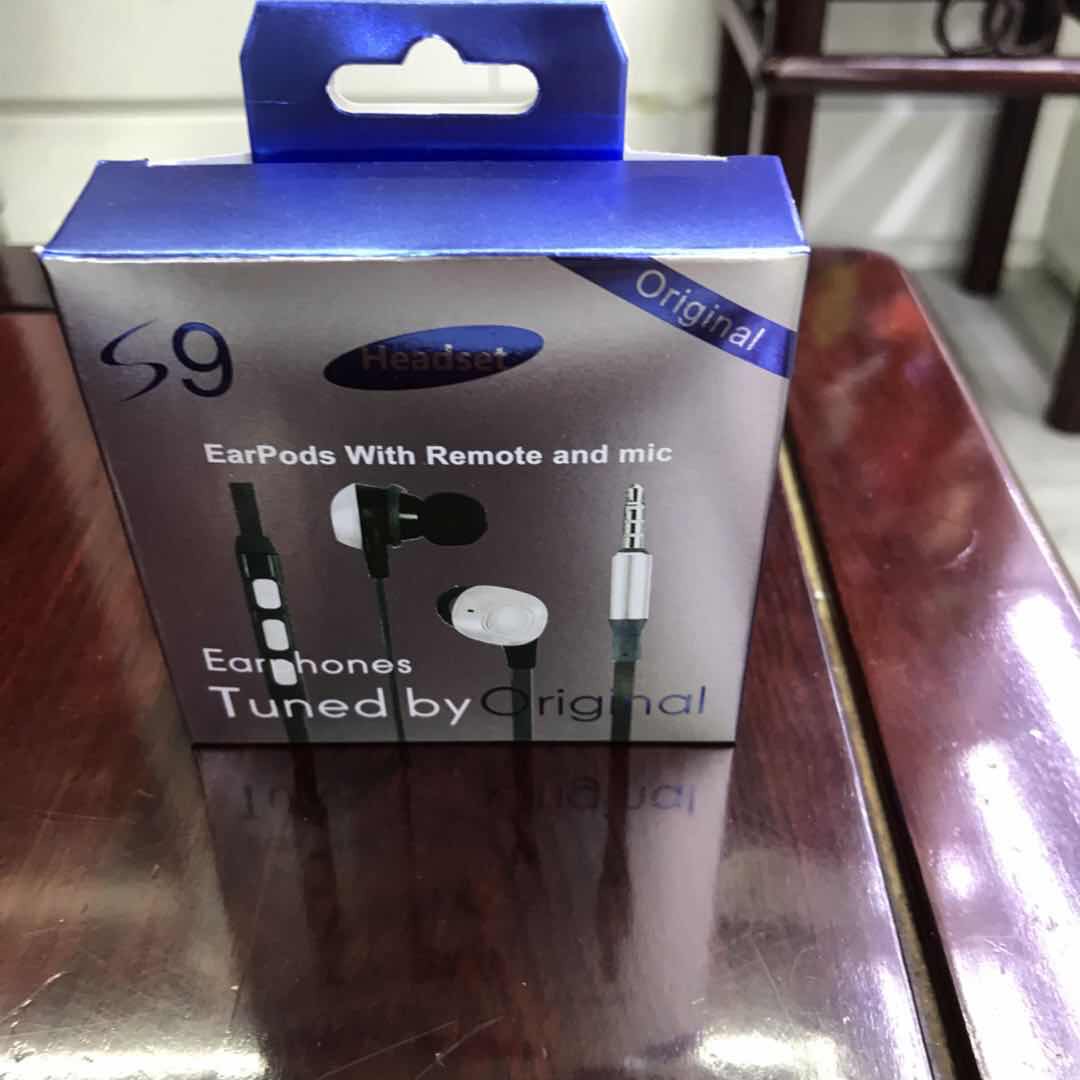 Original
S9
Headset
EarPods With Remote and mic
Earphones
Tuned by Original